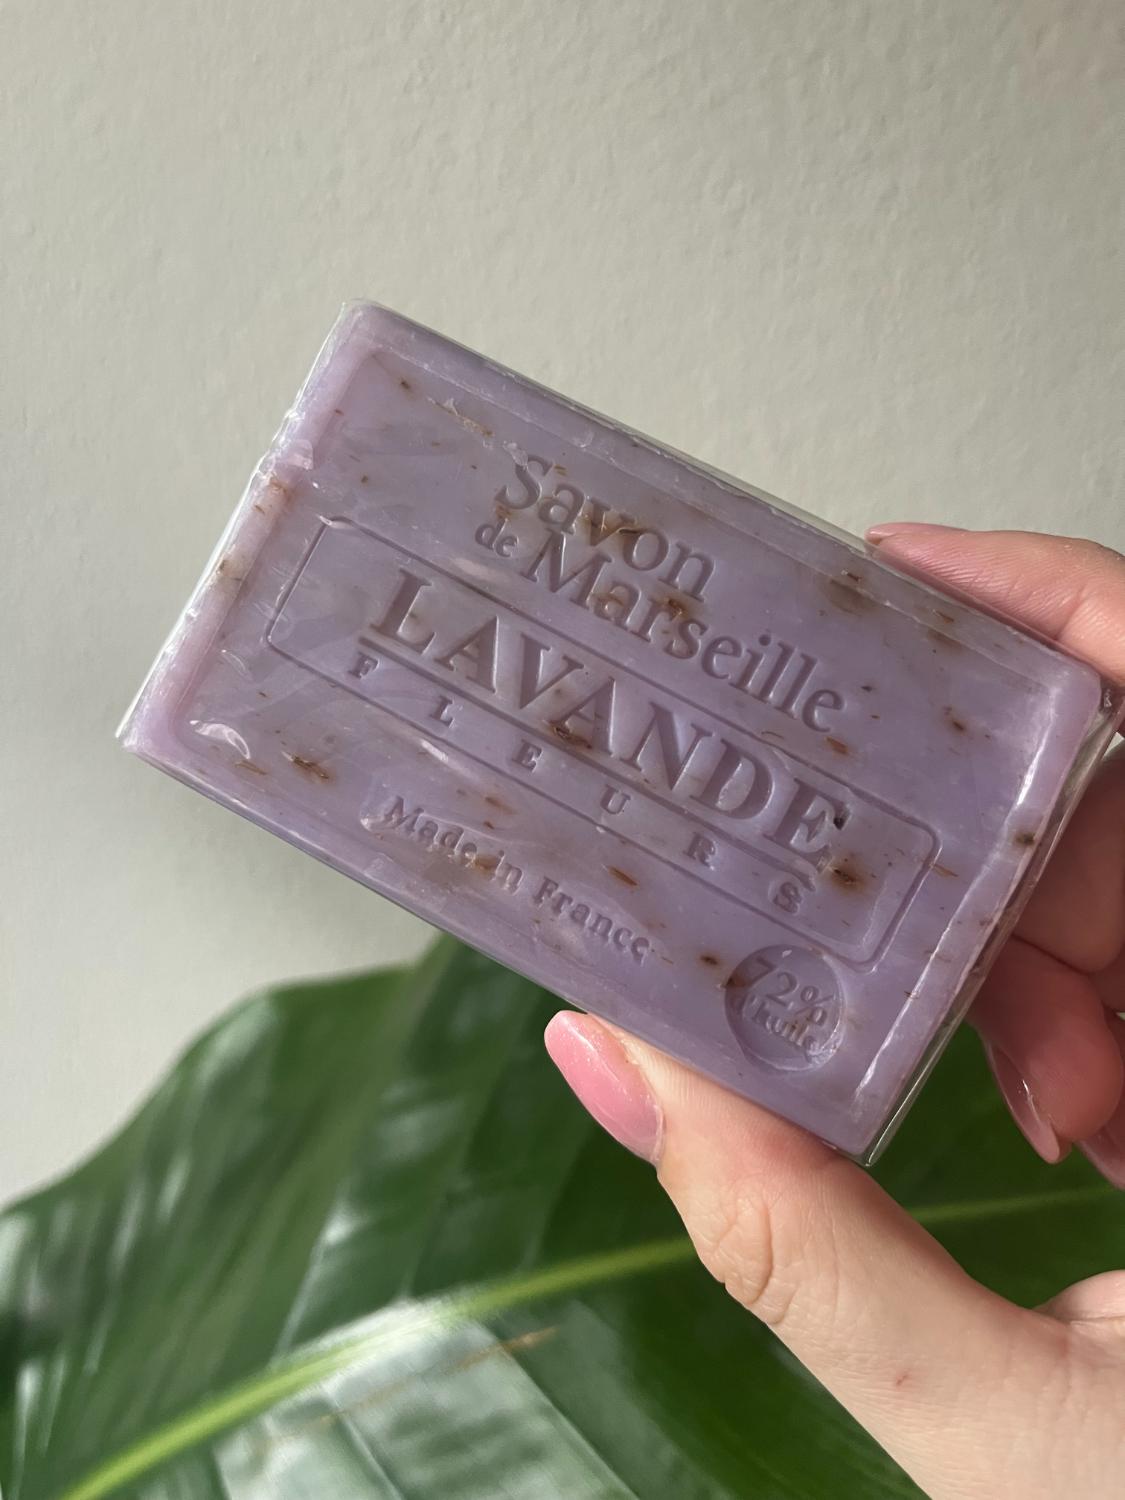 Savon
de Marseille
LAVANDE
FLEURS
Made in France
72%
d'huile